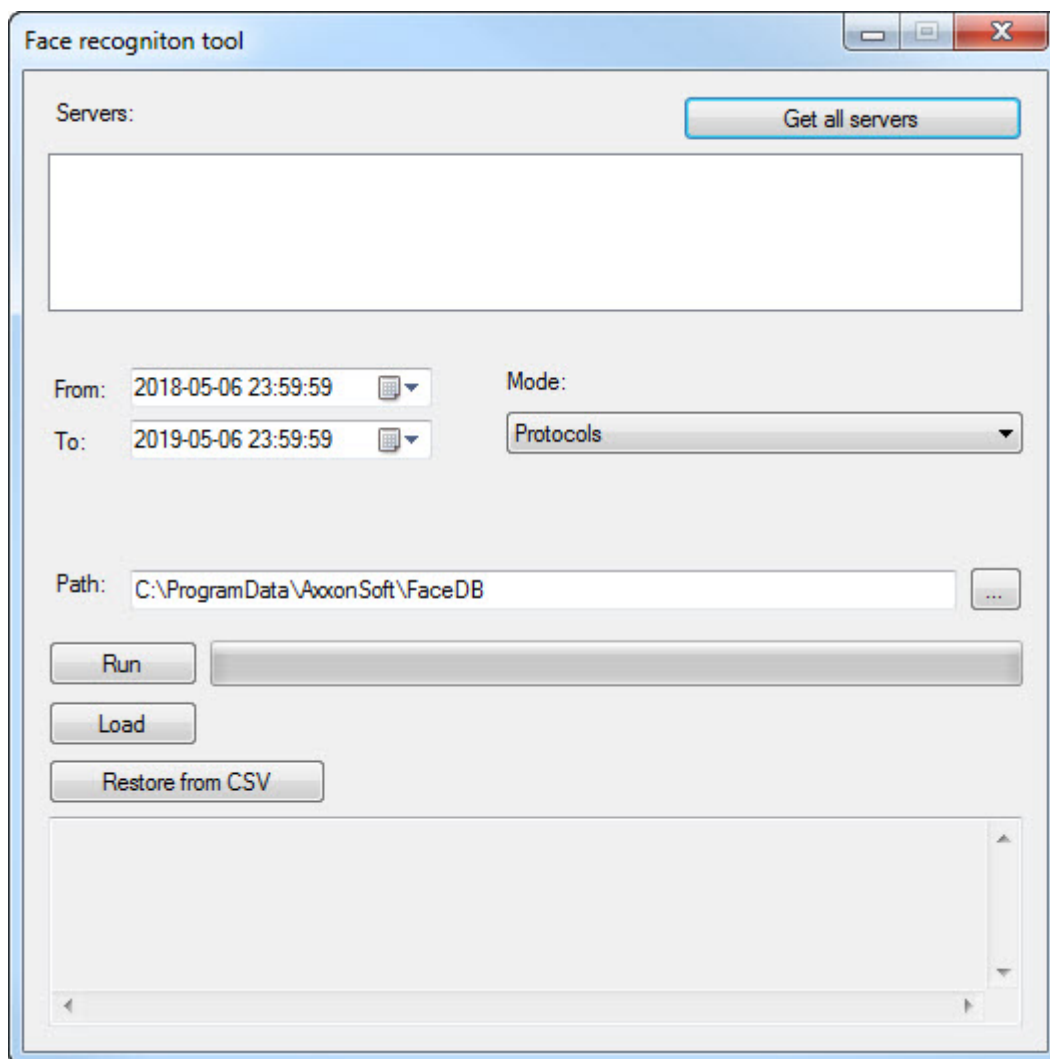 Face recogniton tool
Servers:
Get all servers
From:
2018-05-06 23:59:59
Mode:
To:
2019-05-06 23:59:59
Protocols
Path:
C:\ProgramData\AxxonSoft\FaceDB
...
Run
Load
Restore from CSV